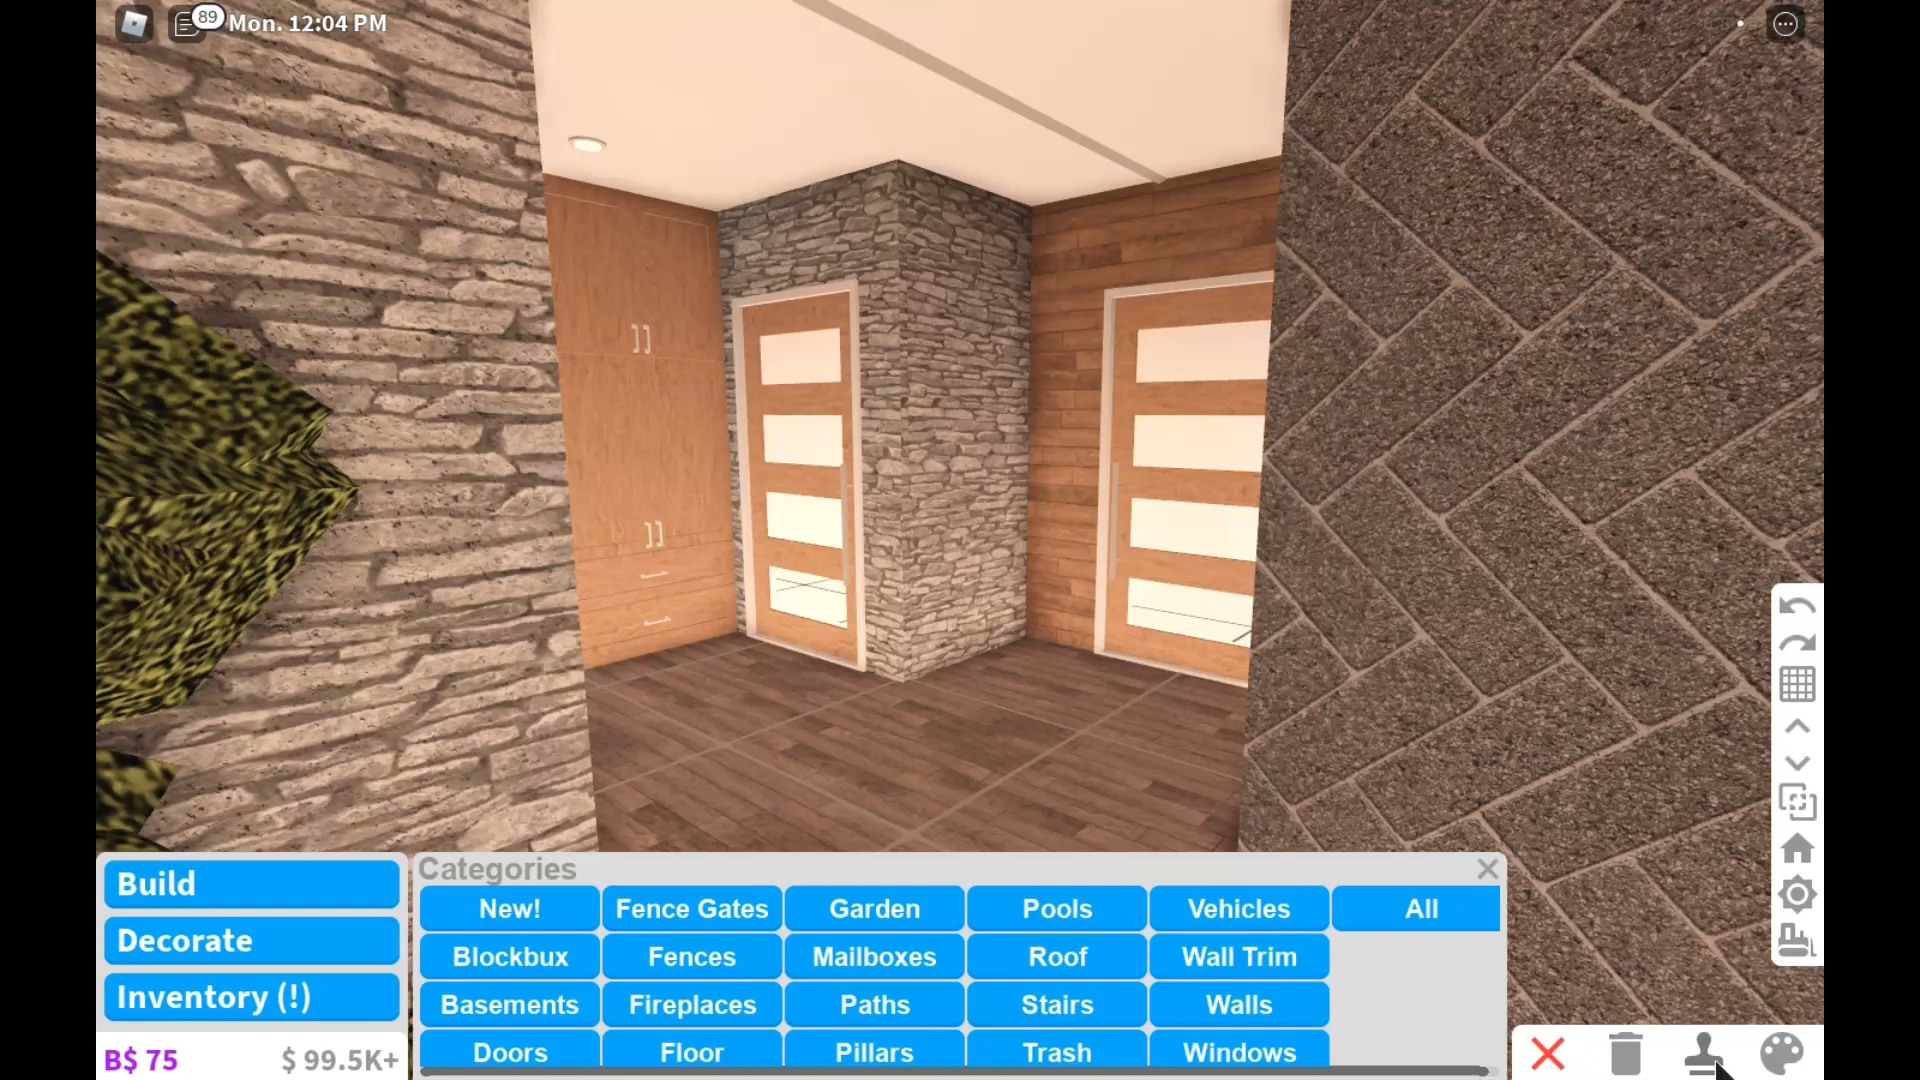 89
Mon. 12:04 PM
Categories
Build
Decorate
Inventory (!)
B$ 75
$ 99.5K+
New! Fence Gates Garden Pools Vehicles All
Blockbux Fences Mailboxes Roof Wall Trim
Basements Fireplaces Paths Stairs Walls
Doors Floor Pillars Trash Windows